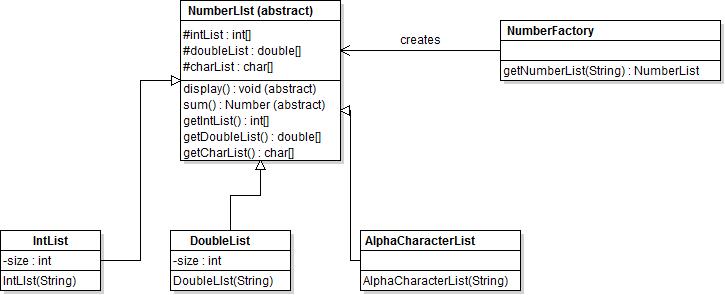 NumberLIst (abstract)
#intList : int[]
#doubleList : double[]
#charList : char[]
display() : void (abstract)
sum() : Number (abstract)
getIntList() : int[]
getDoubleList() : double[]
getCharList() : char[]
creates
NumberFactory
getNumberList(String) : NumberList
IntList
-size : int
IntLIst(String)
DoubleList
-size : int
DoubleLIst(String)
AlphaCharacterList
AlphaCharacterList(String)